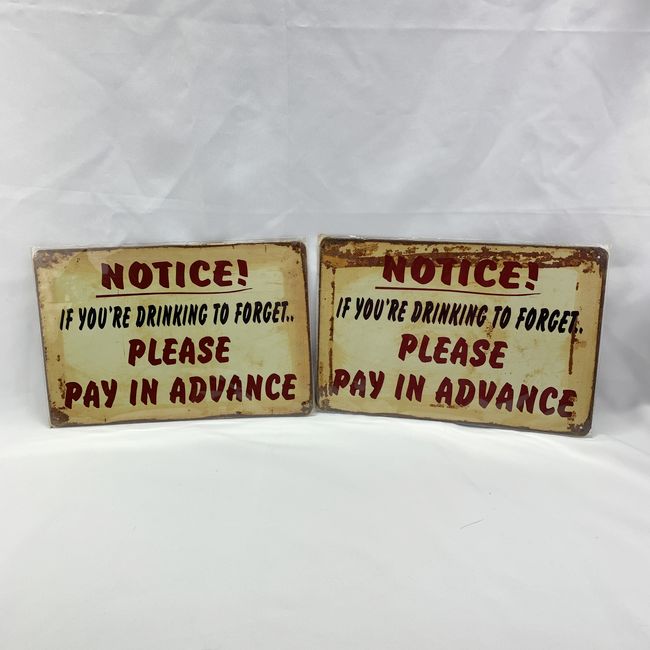 NOTICE!
IF YOU'RE DRINKING TO FORGET..
PLEASE
PAY IN ADVANCE
NOTICE!
IF YOU'RE DRINKING TO FORGET..
PLEASE
PAY IN ADVANCE